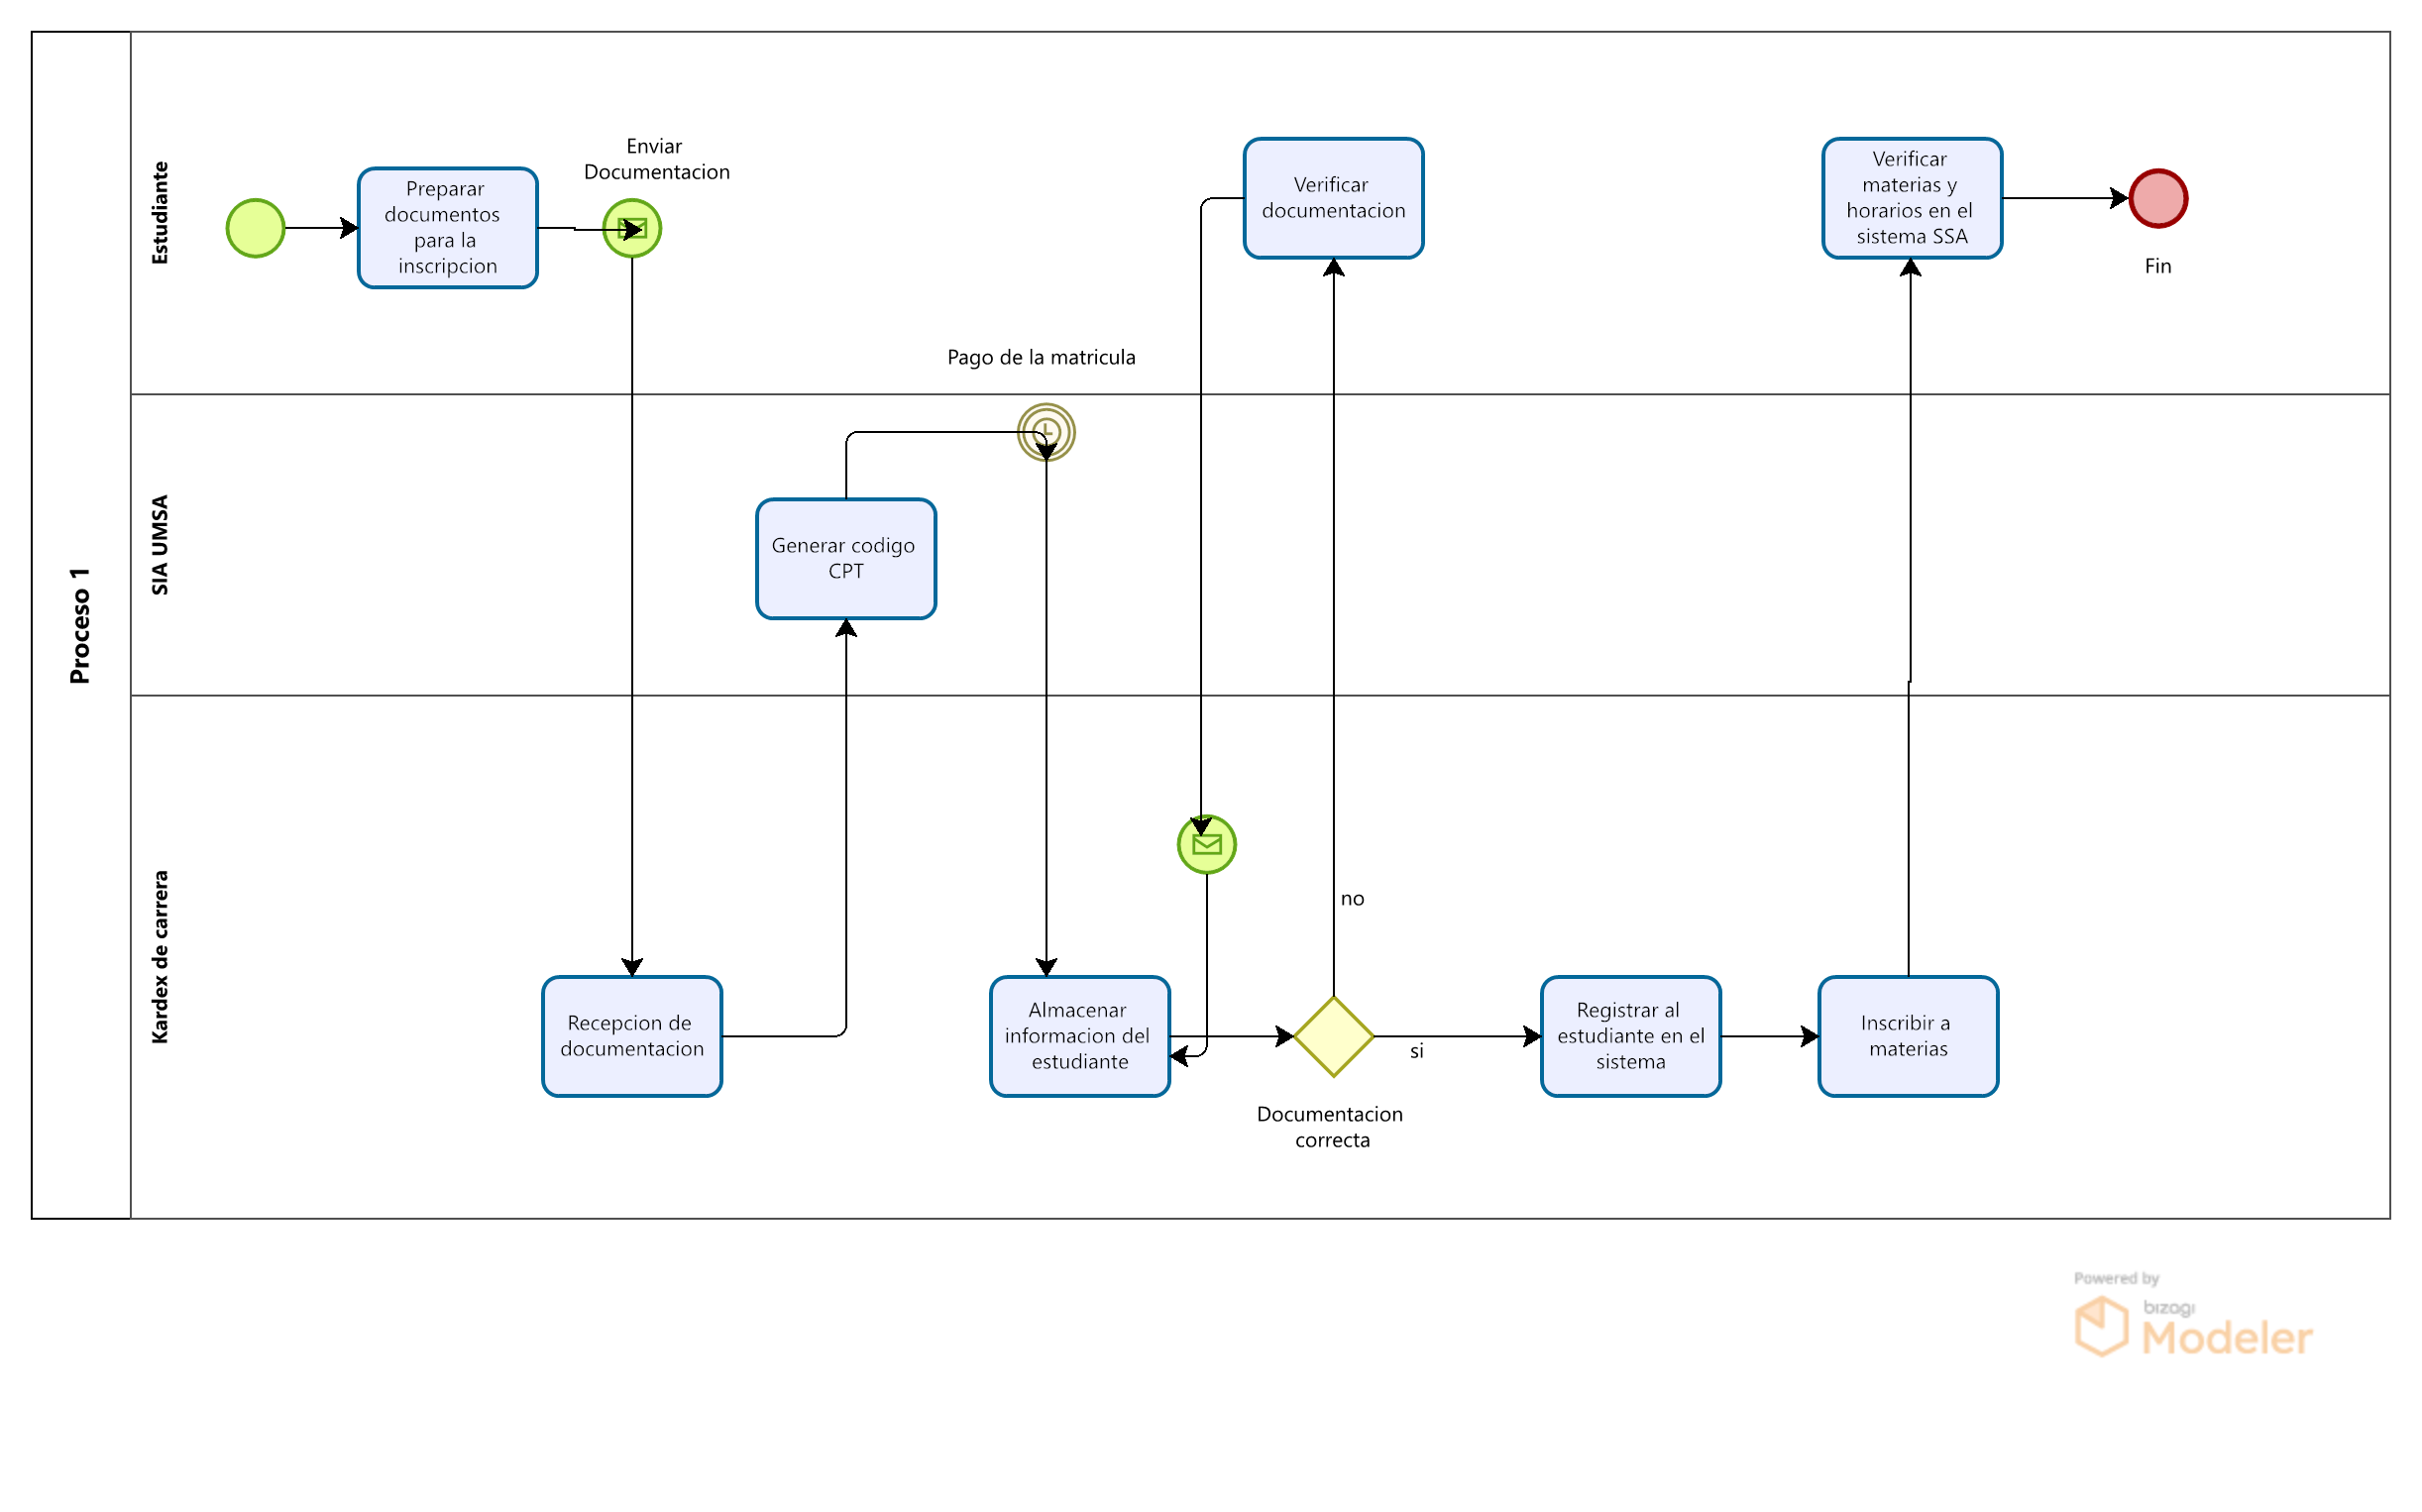 Proceso 1
Estudiante
Preparar
documentos
para la
inscripcion
Enviar
Documentacion
Verificar
documentacion
Verificar
materias y
horarios en el
sistema SSA
Fin
Pago de la matricula
SIA UMSA
Generar codigo
CPT
Kardex de carrera
Recepcion de
documentacion
Almacenar
informacion del
estudiante
no
si
Documentacion
correcta
Registrar al
estudiante en el
sistema
Inscribir a
materias
Powered by
bizagi
Modeler